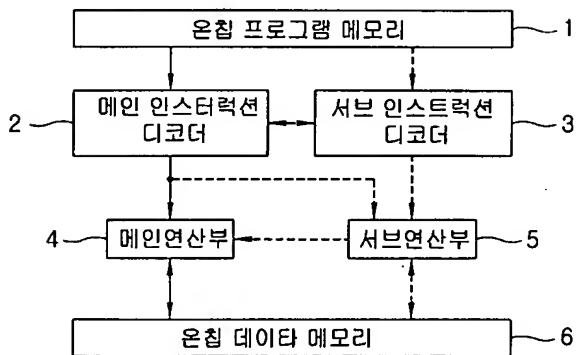 온칩 프로그램 메모리
1
메인 인스터럭션
디코더
2
서브 인스트럭션
디코더
3
메인연산부
4
서브연산부
5
온칩 데이타 메모리
6